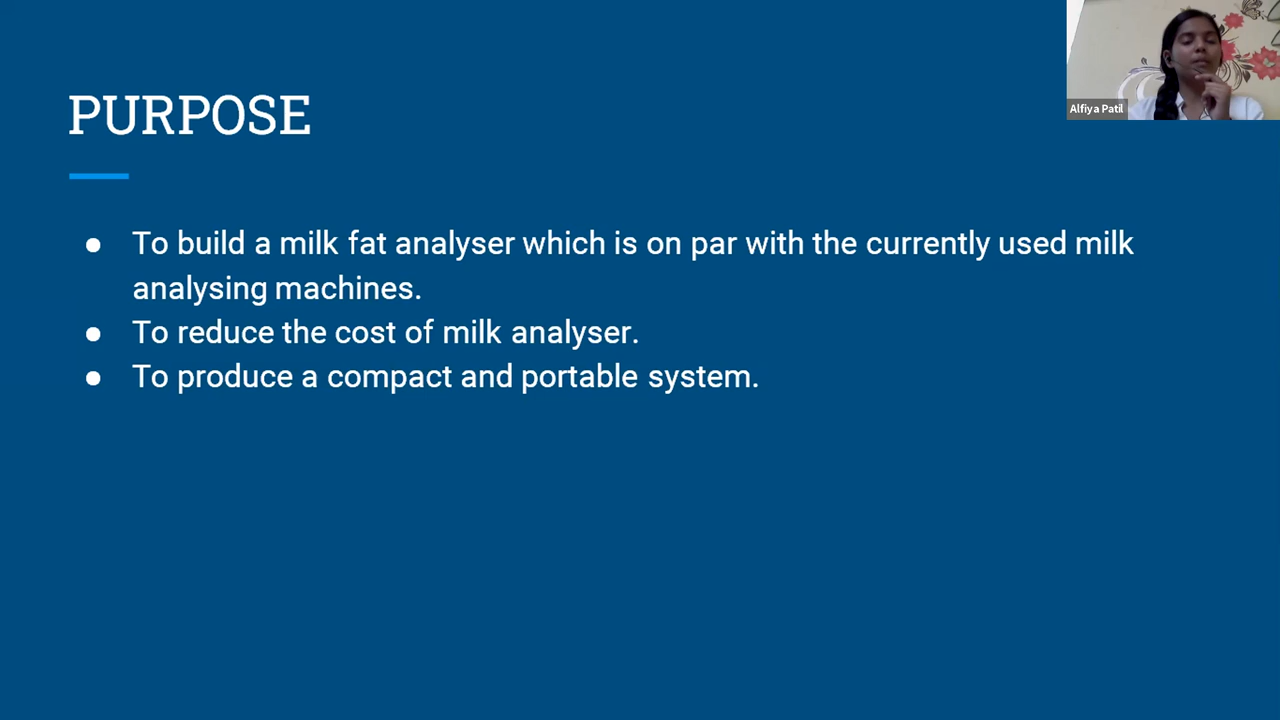 PURPOSE
Alfiya Patil
● To build a milk fat analyser which is on par with the currently used milk
analysing machines.
● To reduce the cost of milk analyser.
● To produce a compact and portable system.